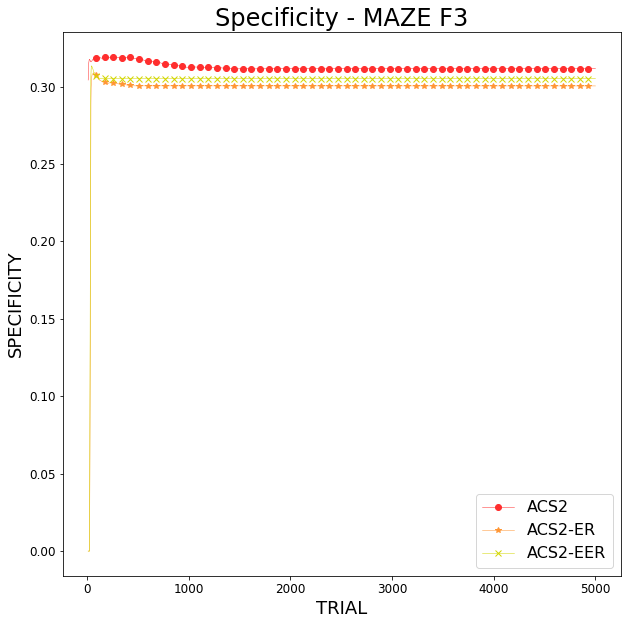 Specificity - MAZE F3
SPECIFICITY
0.30
0.25
0.20
0.15
0.10
0.05
0.00
0
1000
2000
3000
4000
5000
TRIAL
ACS2
ACS2-ER
ACS2-EER